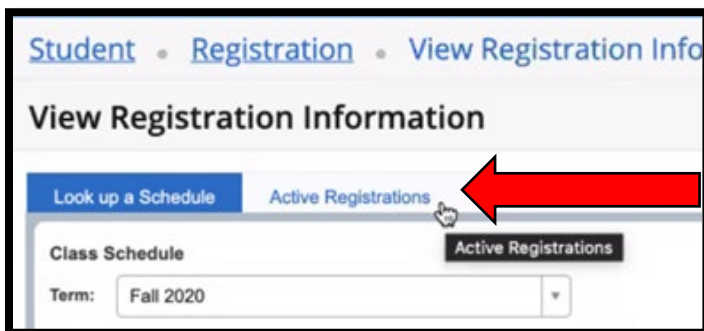 Student • Registration • View Registration Info
View Registration Information
Look up a Schedule Active Registrations
Active Registrations
Class Schedule
Term: Fall 2020